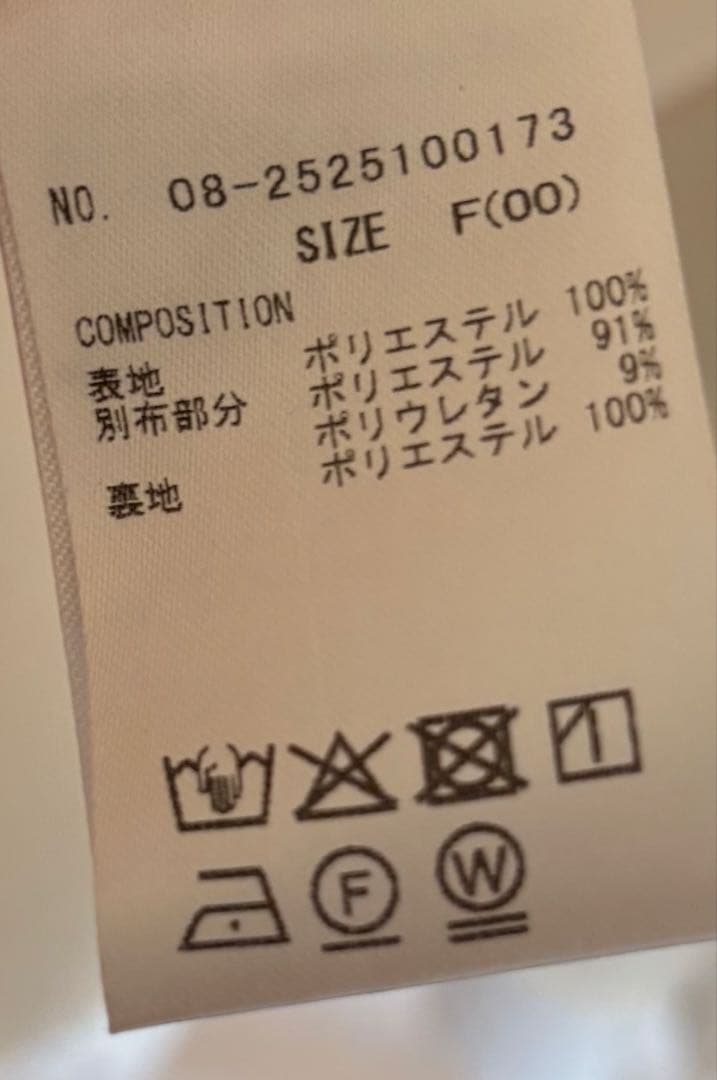 NO. 08-2525100173
SIZE F(00)
COMPOSITION
表地 ポリエステル 100%
別布部分 ポリエステル 91%
ポリウレタン 9%
裏地 ポリエステル 100%
F W